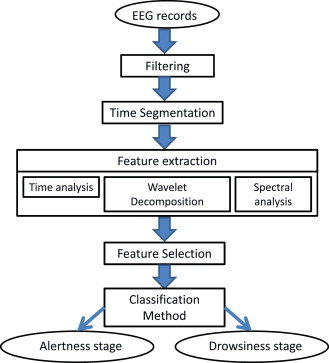 EEG records
Filtering
Time Segmentation
Feature extraction
Time analysis
Wavelet
Decomposition
Spectral
analysis
Feature Selection
Classification
Method
Alertness stage
Drowsiness stage